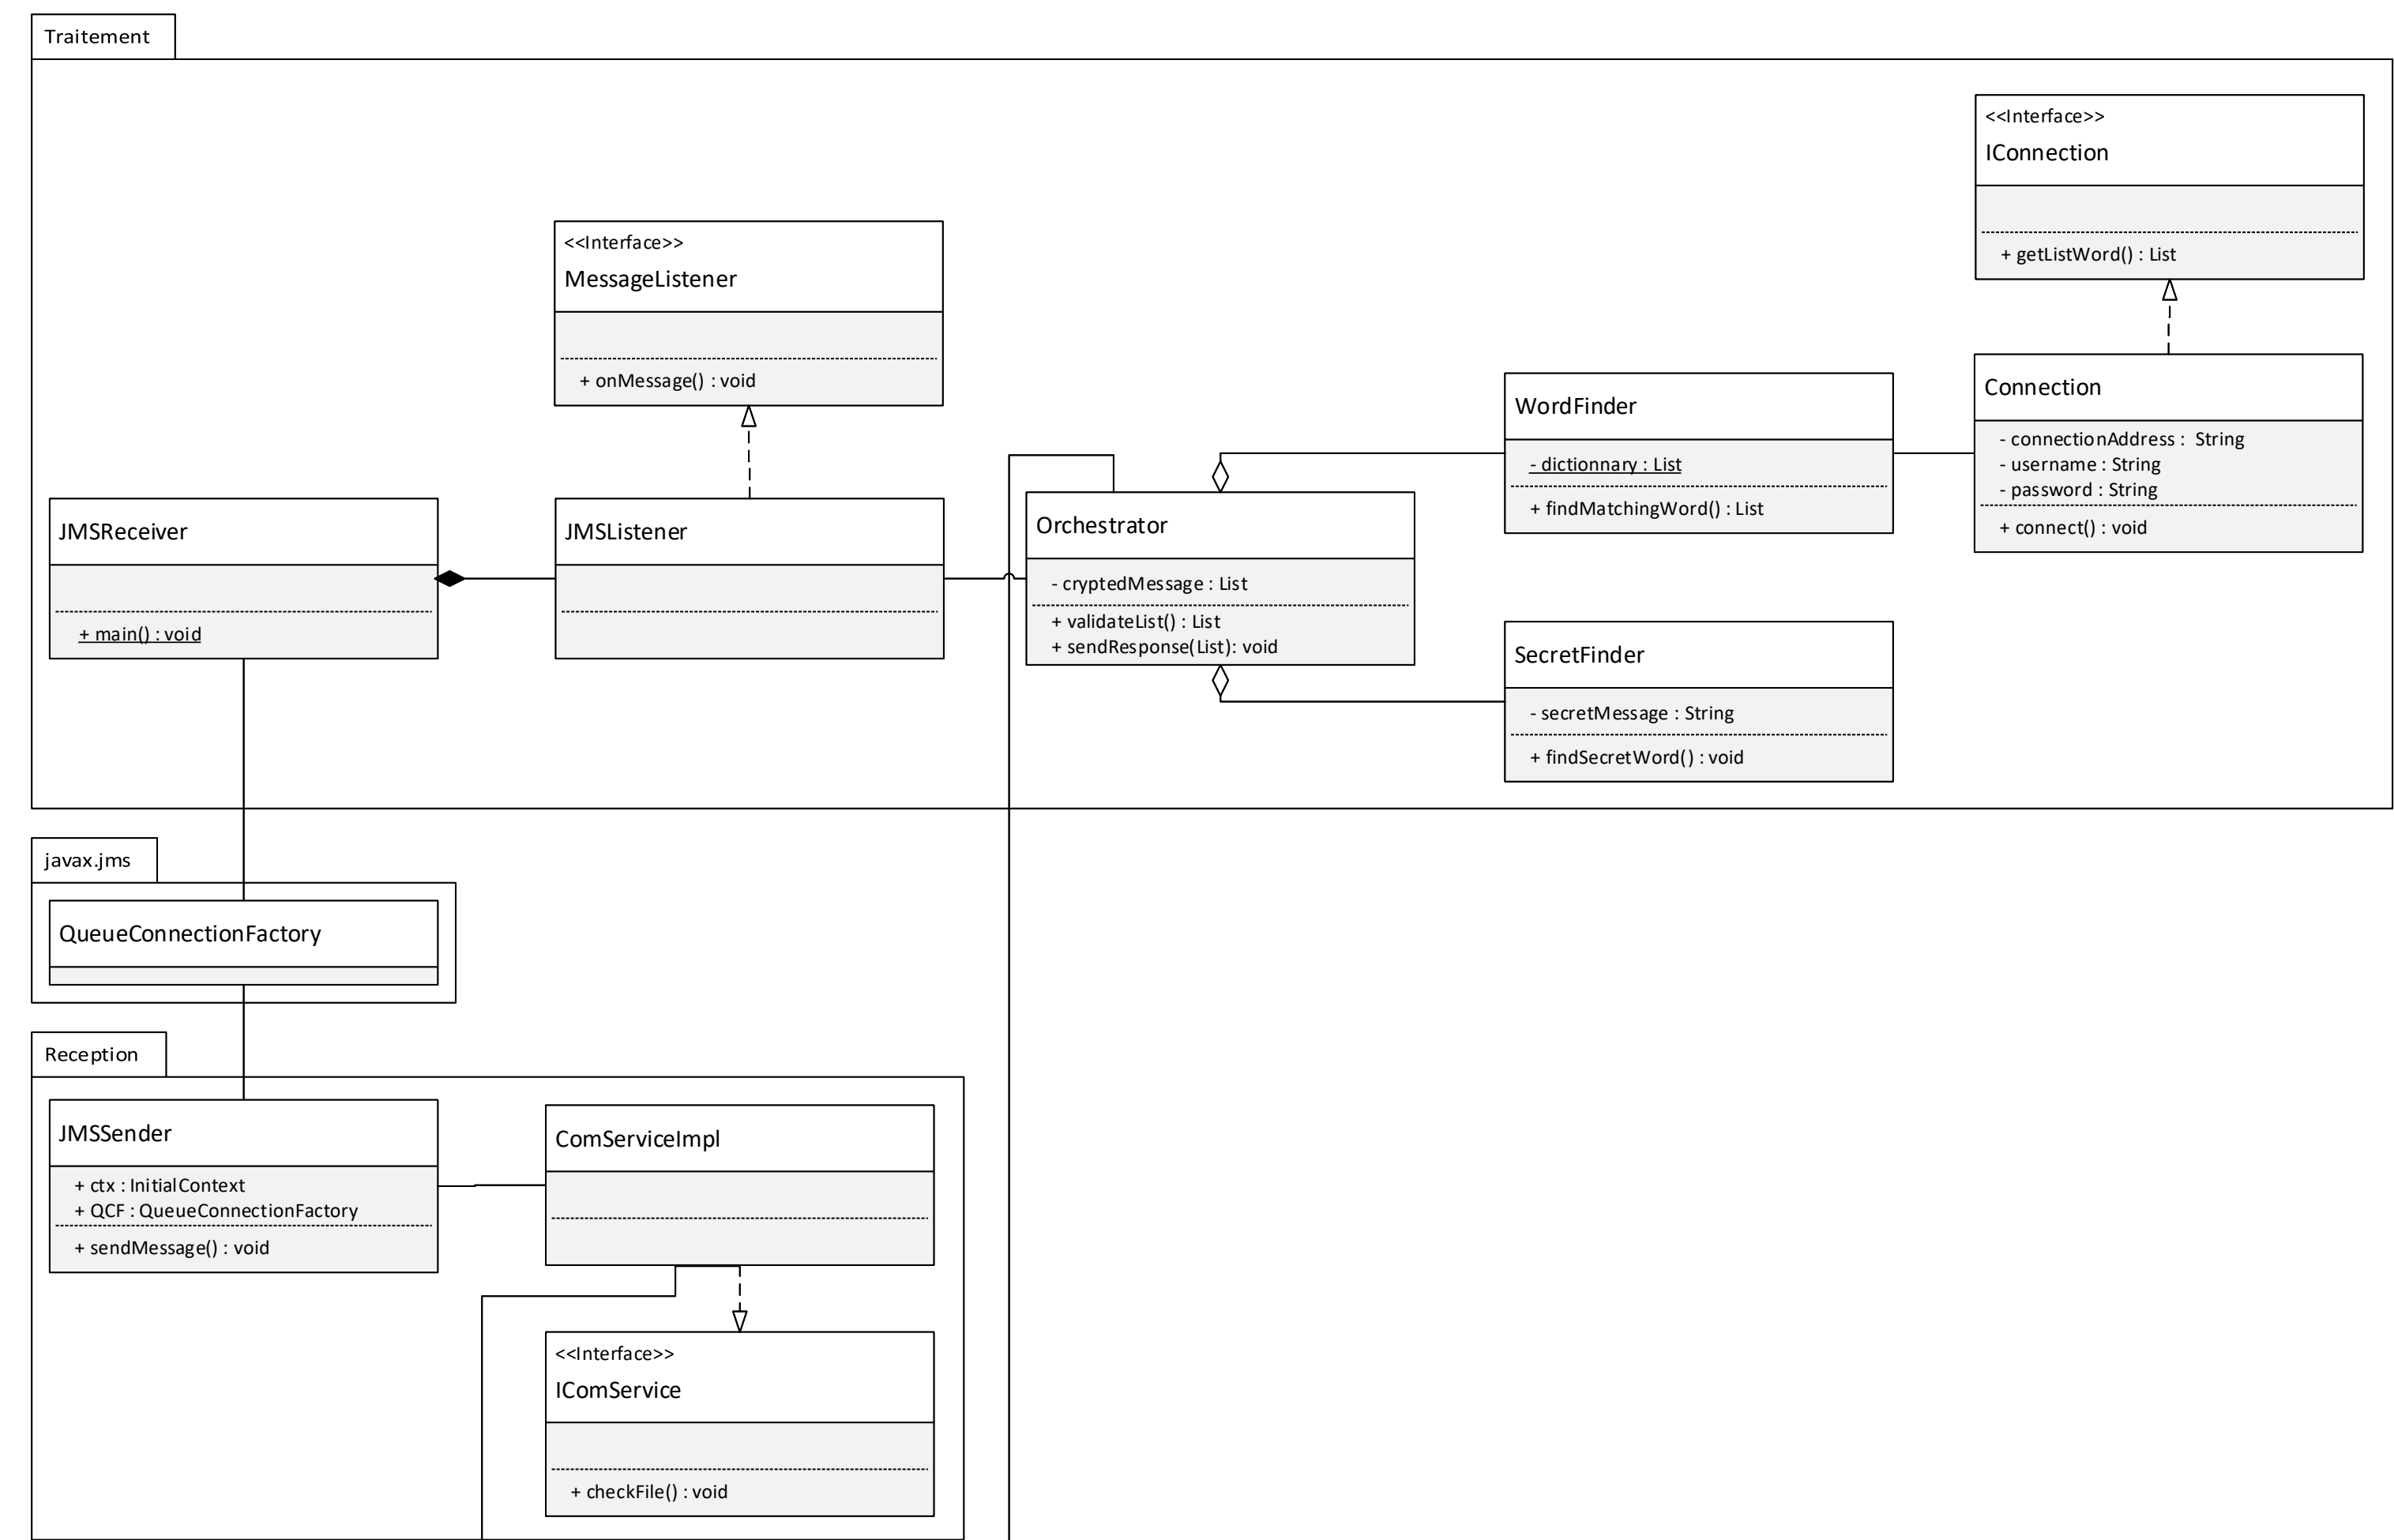 Traitement
<<Interface>>
IConnection
+ getListWord() : List
<<Interface>>
MessageListener
+ onMessage() : void
WordFinder
- dictionnary : List
+ findMatchingWord() : List
Connection
- connectionAddress : String
- username : String
- password : String
+ connect() : void
JMSReceiver
+ main() : void
JMSListener
Orchestrator
- cryptedMessage : List
+ validateList() : List
+ sendResponse(List): void
SecretFinder
- secretMessage : String
+ findSecretWord() : void
javax.jms
QueueConnectionFactory
Reception
JMSSender
+ ctx : InitialContext
+ QCF : QueueConnectionFactory
+ sendMessage() : void
ComServiceImpl
<<Interface>>
IComService
+ checkFile() : void